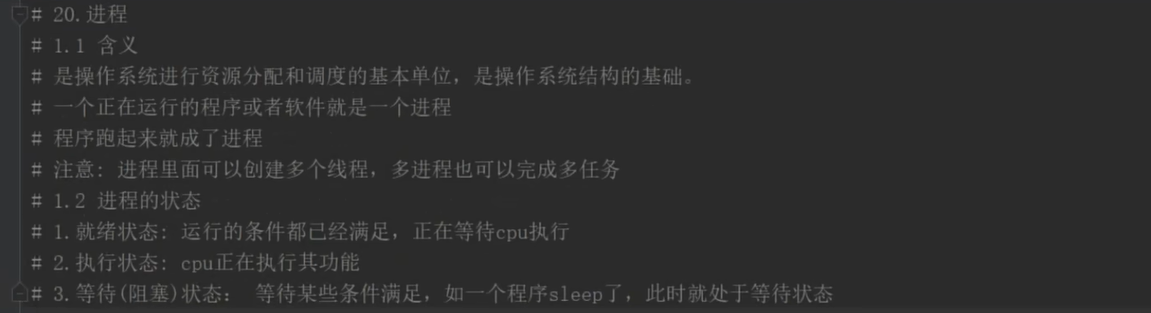 # 20.进程
# 1.1 含义
# 是操作系统进行资源分配和调度的基本单位，是操作系统结构的基础。
# 一个正在运行的程序或者软件就是一个进程
# 程序跑起来就成了进程
# 注意: 进程里面可以创建多个线程，多进程也可以完成多任务
# 1.2 进程的状态
# 1.就绪状态: 运行的条件都已经满足，正在等待cpu执行
# 2.执行状态: cpu正在执行其功能
# 3.等待(阻塞)状态： 等待某些条件满足，如一个程序sleep了，此时就处于等待状态